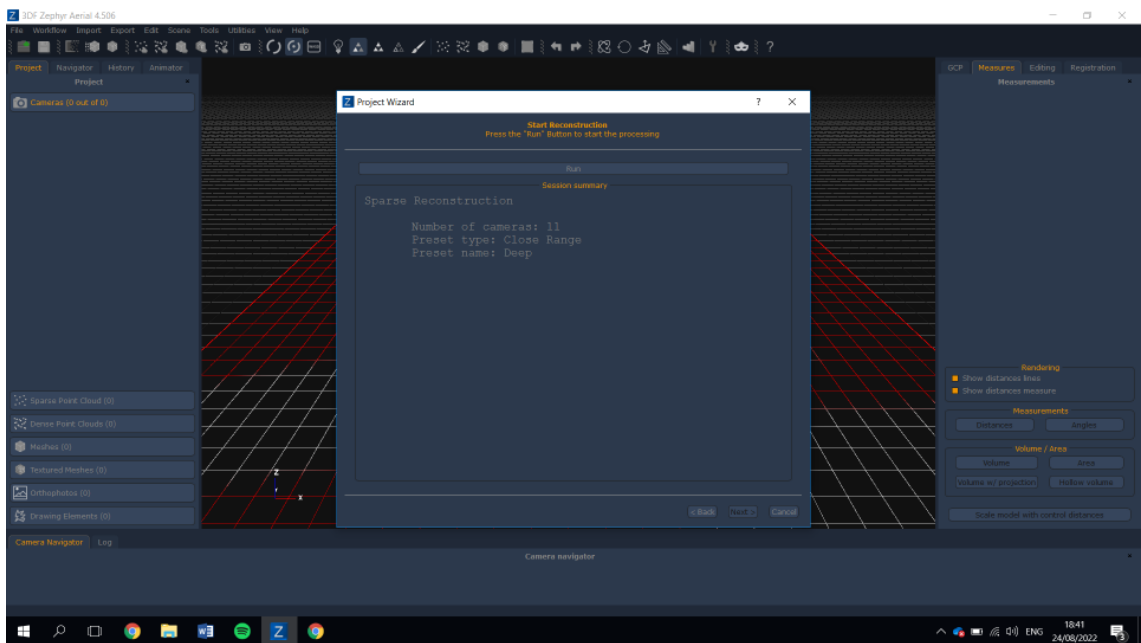 3DF Zephyr Aerial 4.506
File Workflow Import Export Edit Scene Tools Utilities View Help
Project Navigator History Animator
Project
Cameras (0 out of 0)
Sparse Point Cloud (0)
Dense Point Clouds (0)
Meshes (0)
Textured Meshes (0)
Orthophotos (0)
Drawing Elements (0)
Z
Y
X
Project Wizard
Start Reconstruction
Press the "Run" Button to start the processing
Run
Session summary
Sparse Reconstruction
Number of cameras: 11
Preset type: Close Range
Preset name: Deep
< Back Next > Cancel
GCP Measures Editing Registration
Measurements
Rendering
Show distances lines
Show distances measure
Measurements
Distances Angles
Volume / Area
Volume Area
Volume w/ projection Hollow volume
Scale model with control distances
Camera Navigator Log
Camera navigator
ENG
18:41
24/08/2022